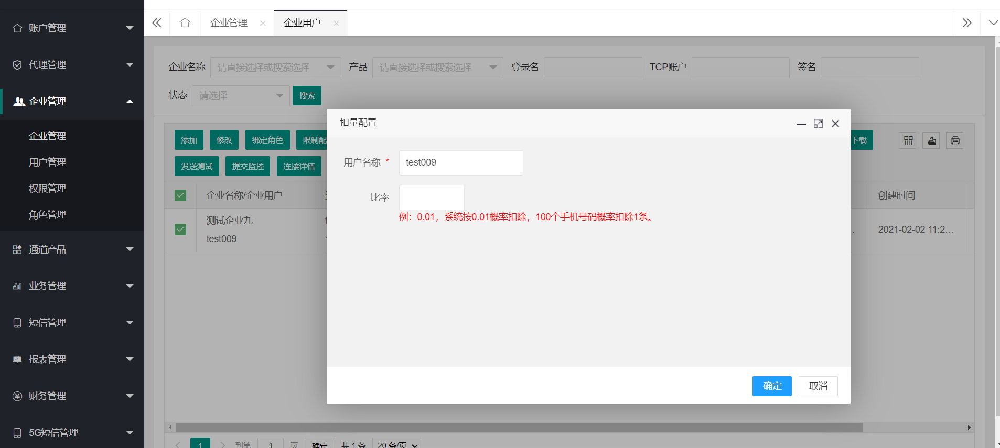 账户管理
代理管理
企业管理
企业管理
用户管理
权限管理
角色管理
通道产品
业务管理
短信管理
报表管理
财务管理
5G短信管理
企业管理
企业用户
企业名称 请直接选择或搜索选择 产品 请直接选择或搜索选择 登录名 TCP账户 签名
状态 请选择 搜索
添加 修改 绑定角色 限制配 下载
发送测试 提交监控 连接详情
企业名称/企业用户 创建时间
测试企业九
test009
2021-02-02 11:2...
扣量配置
用户名称 * test009
比率
例：0.01，系统按0.01概率扣除，100个手机号码概率扣除1条。
确定 取消
1 到第 1 页 确定 共 1 条 20 条/页